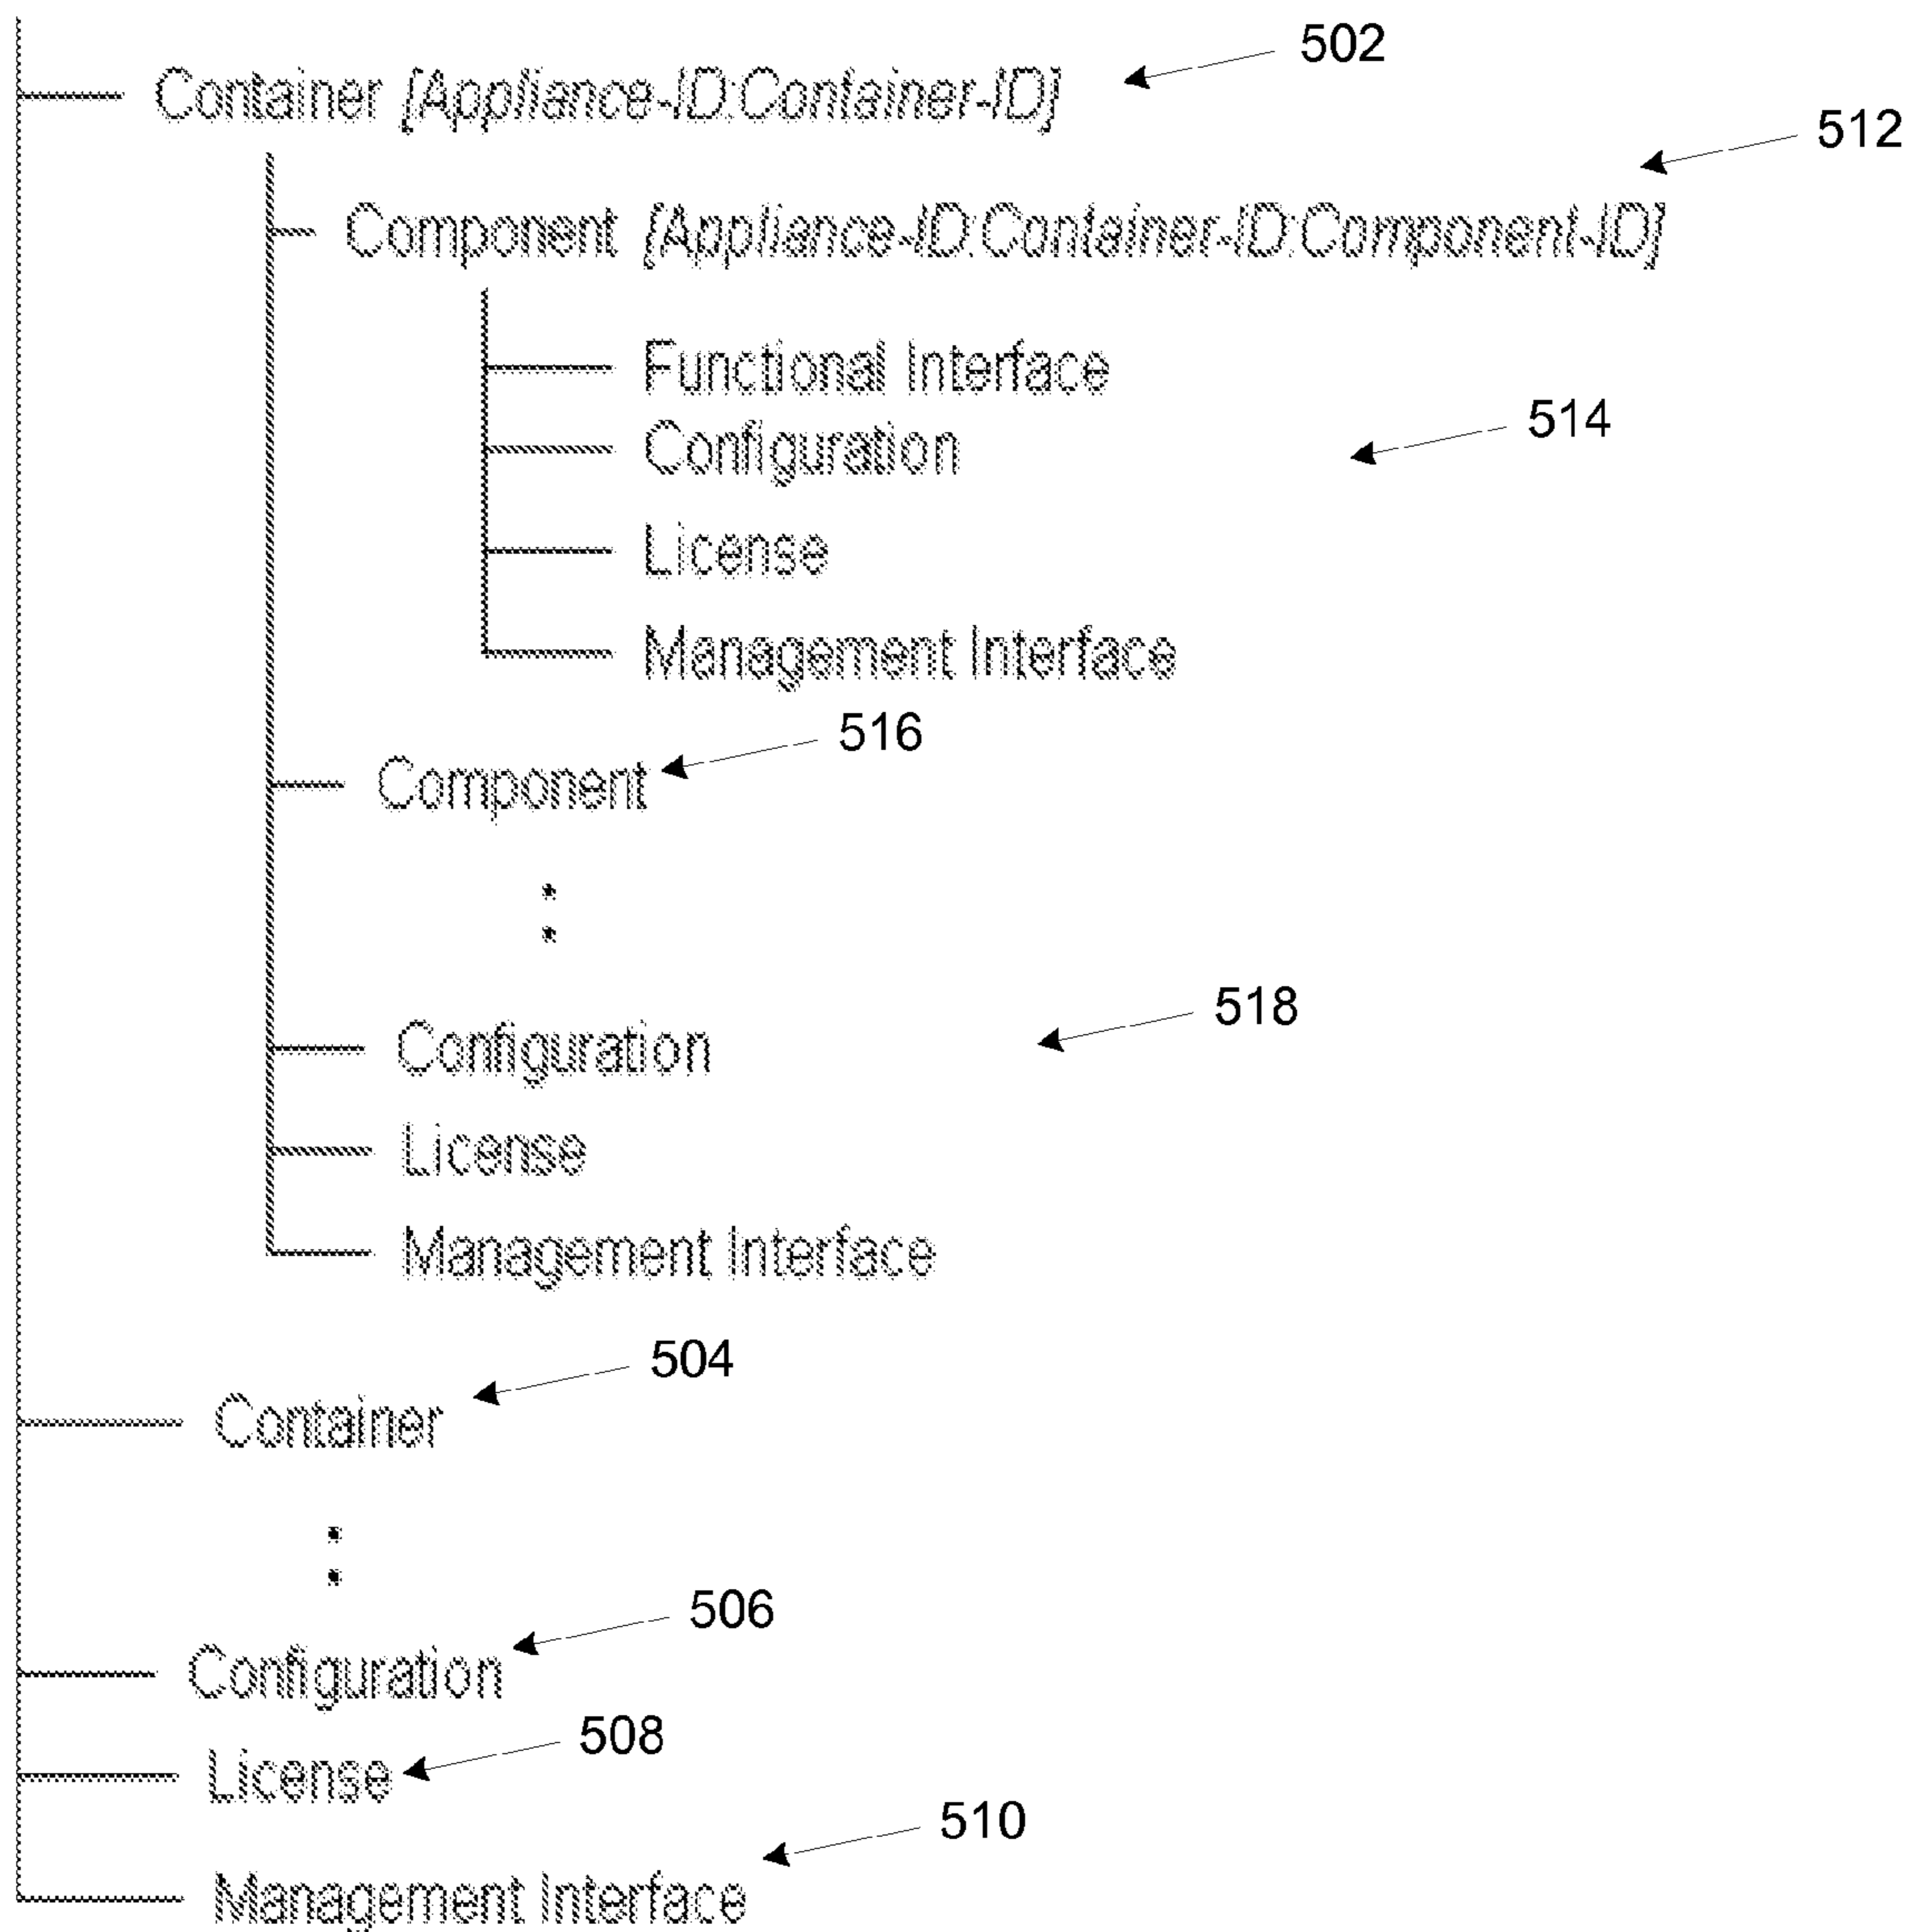 502
Container [Appliance-ID:Container-ID]
512
Component [Appliance-ID:Container-ID:Component-ID]
Functional Interface
514
Configuration
License
Management Interface
516
Component
518
Configuration
License
Management Interface
504
Container
506
Configuration
508
License
510
Management Interface